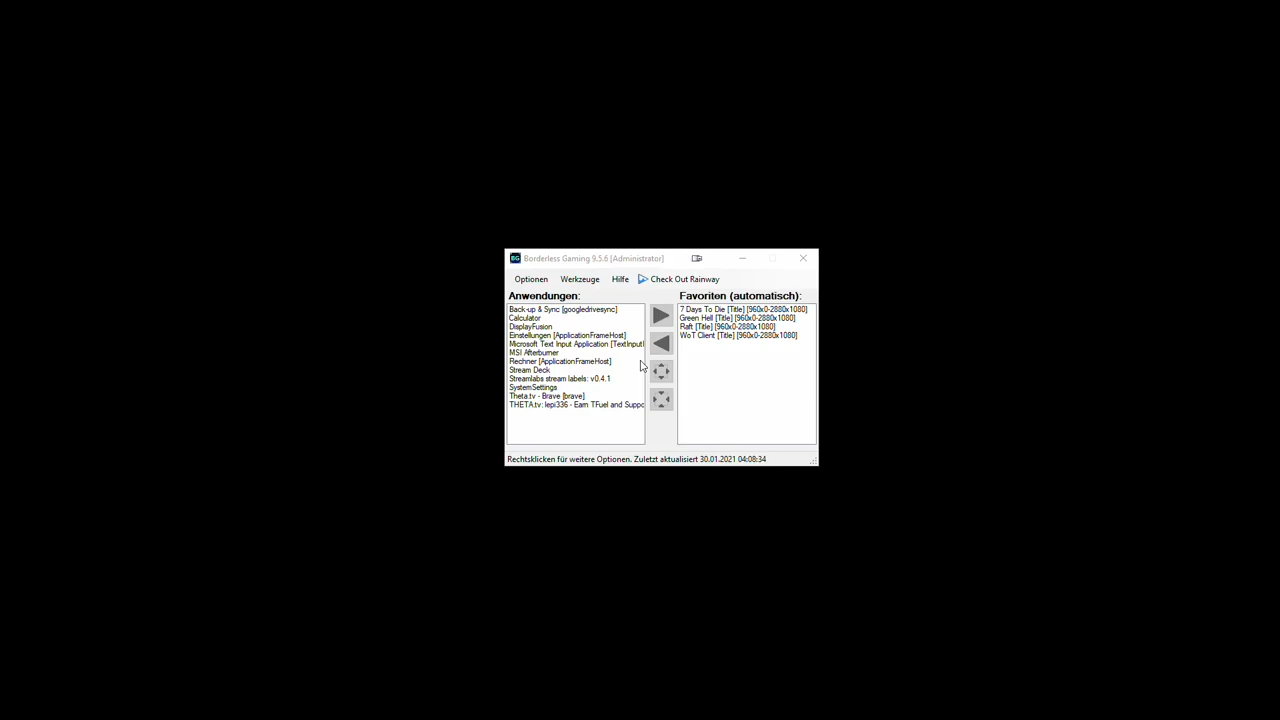 BG Borderless Gaming 9.5.6 [Administrator]
Optionen Werkzeuge Hilfe Check Out Rainway
Anwendungen:
Back-up & Sync [googledrivesync]
Calculator
DisplayFusion
Einstellungen [ApplicationFrameHost]
Microsoft Text Input Application [TextInputI
MSI Afterburner
Rechner [ApplicationFrameHost]
Stream Deck
Streamlabs stream labels: v0.4.1
SystemSettings
Theta.tv - Brave [brave]
THETA.tv: lepi336 - Earn TFuel and Suppo
Favoriten (automatisch):
7 Days To Die [Title] [960x0-2880x1080]
Green Hell [Title] [960x0-2880x1080]
Raft [Title] [960x0-2880x1080]
WoT Client [Title] [960x0-2880x1080]
Rechtsklicken für weitere Optionen. Zuletzt aktualisiert 30.01.2021 04:08:34